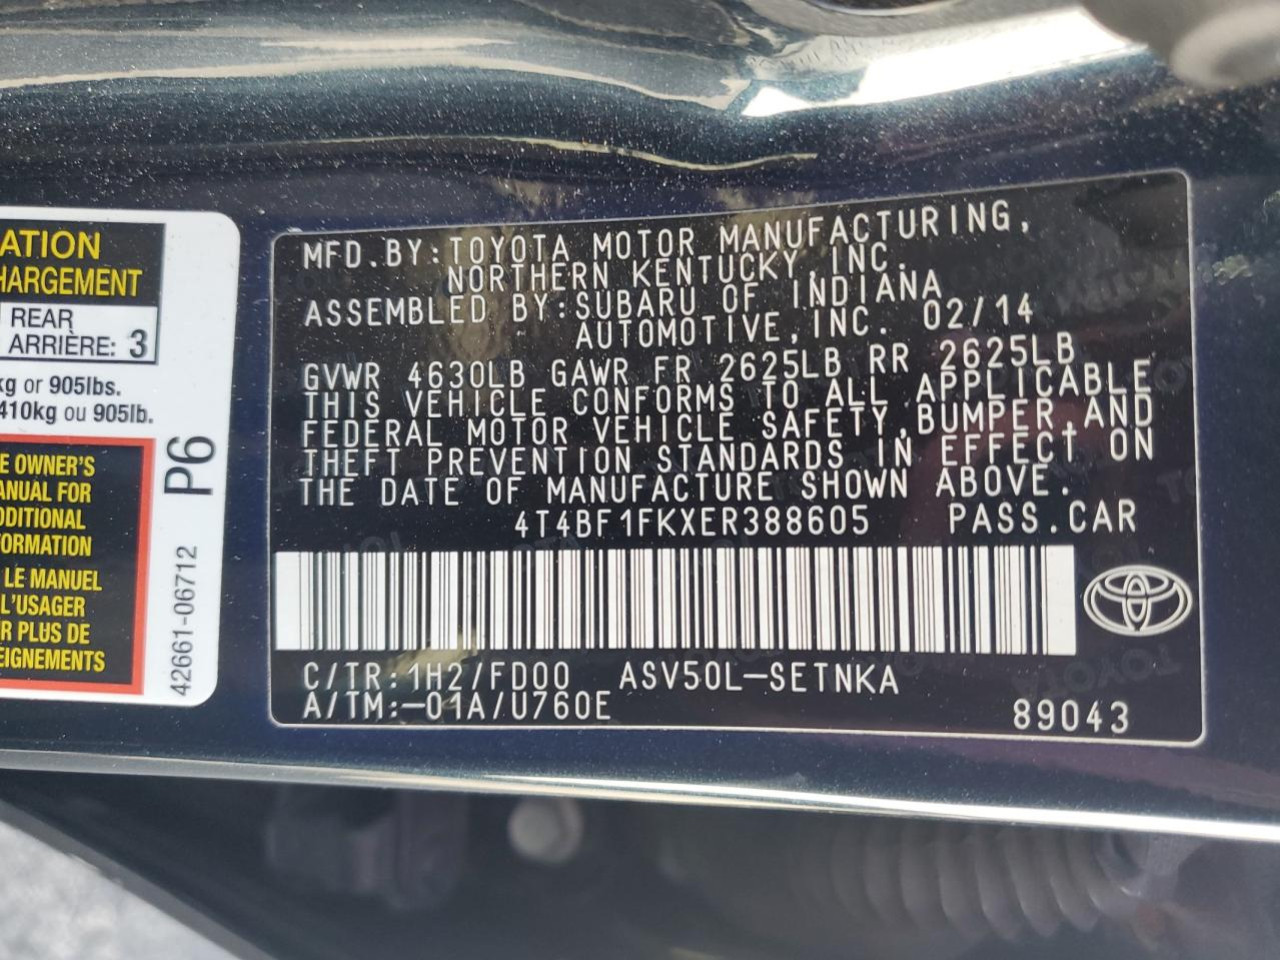 ATION
HARGEMENT
REAR
ARRIÈRE: 3
kg or 905lbs.
410kg ou 905lb.
E OWNER'S
ANUAL FOR
DDITIONAL
ORMATION
LE MANUEL
L'USAGER
R PLUS DE
EIGNEMENTS
P6
42661-06712
MFD.BY:TOYOTA MOTOR MANUFACTURING,
NORTHERN KENTUCKY,INC.
ASSEMBLED BY:SUBARU OF INDIANA
AUTOMOTIVE,INC. 02/14
GVWR 4630LB GAWR FR 2625LB RR 2625LB
THIS VEHICLE CONFORMS TO ALL APPLICABLE
FEDERAL MOTOR VEHICLE SAFETY,BUMPER,AND
THEFT PREVENTION STANDARDS IN EFFECT ON
THE DATE OF MANUFACTURE SHOWN ABOVE.
4T4BF1FKXER388605 PASS.CAR
C/TR:1H2/FD00 ASV50L-SETNKA
A/TM:-01A/U760E
89043